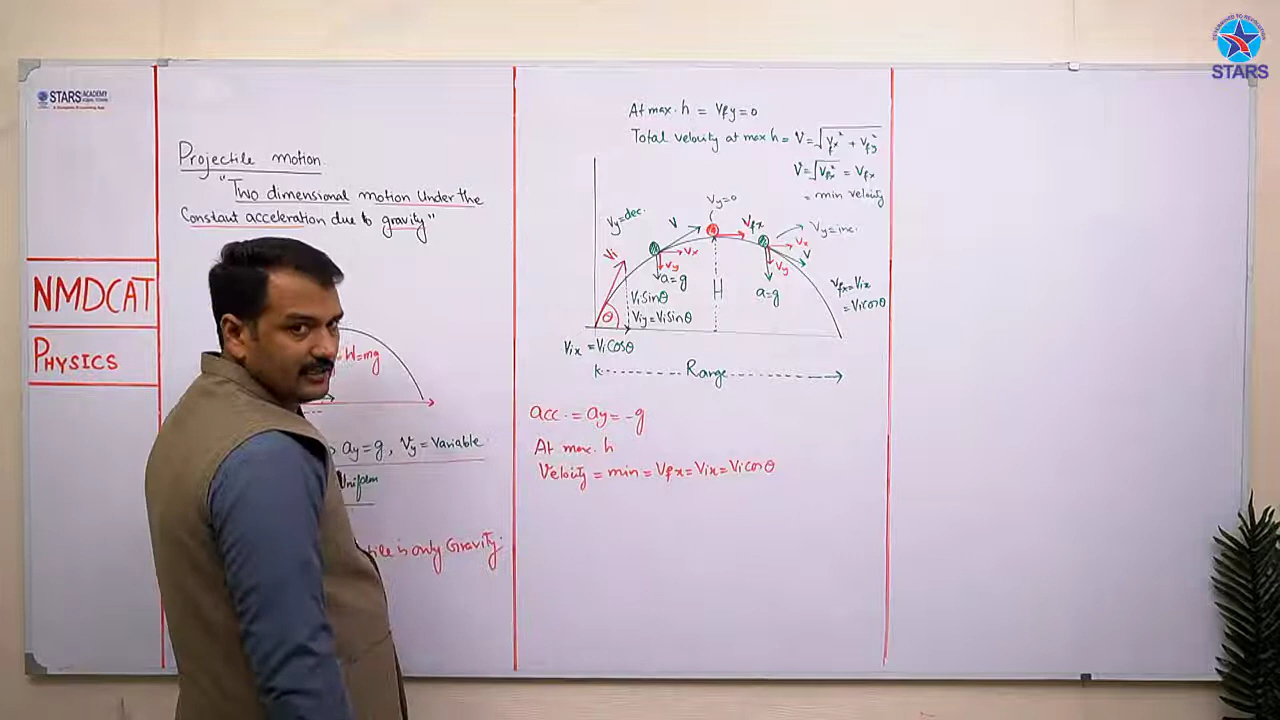 STARS
STARS ACADEMY
NMDCAT
PHYSICS
Projectile motion
"Two dimensional motion under the
Constant acceleration due to gravity"
W=mg
ay=g, Vy=Variable
Uniform
is only Gravity.
At max. h = Vfy=0
Total velocity at max h = V=√Vfx² + Vfy²
V=√Vfx² = Vfx
= min velocity
Vy=0
Vy=dec.
V
Vfx
Vy=inc.
Vi
Vx
Vy
a=g
Vx
Vy
V
a=g
H
θ
ViSinθ
Viy=ViSinθ
Vfx=Vix
=Vicosθ
Vix = ViCOSθ
Range
acc. = ay = -g
At max. h
Velocity = min = Vfx = Vix = Vicosθ